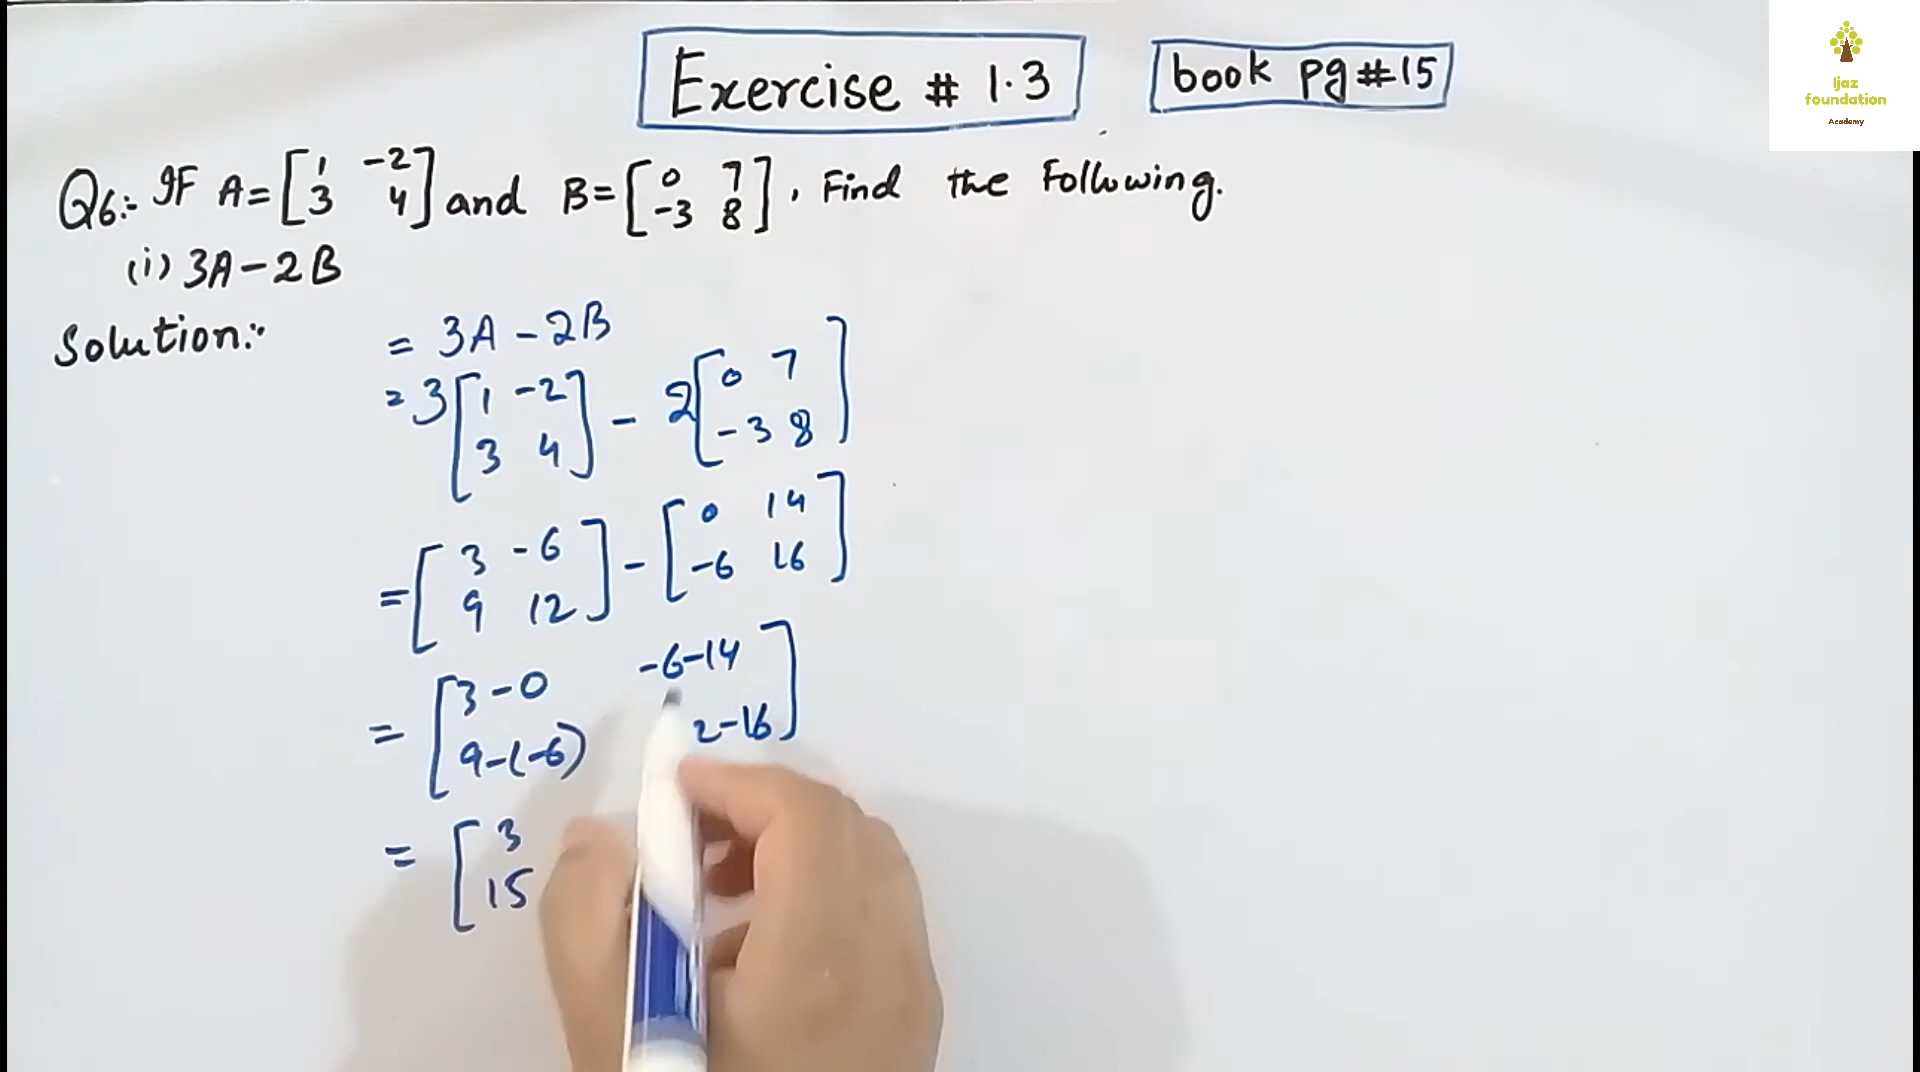 Exercise # 1.3
book pg#15
Ijaz
foundation
Academy
Q6:- If A = [1 -2 and B = [0 7], Find the Following.
3 4] -3 8
(i) 3A-2B
Solution:-
= 3A - 2B
= 3[1 -2] - 2[0 7]
3 4 -3 8
= [3 -6] - [0 14]
9 12 -6 16
= [3-0 -6-14]
9-(-6) 2-16
= [3
15